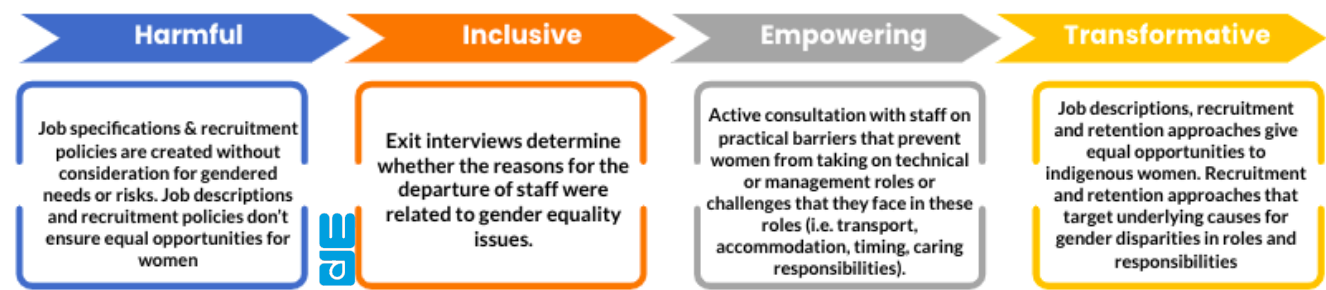 Harmful
Inclusive
Empowering
Transformative
Job specifications & recruitment
policies are created without
consideration for gendered
needs or risks. Job descriptions
and recruitment policies don't
ensure equal opportunities for
women
Exit interviews determine
whether the reasons for the
departure of staff were
related to gender equality
issues.
Active consultation with staff on
practical barriers that prevent
women from taking on technical
or management roles or
challenges that they face in these
roles (i.e. transport,
accommodation, timing, caring
responsibilities).
Job descriptions, recruitment
and retention approaches give
equal opportunities to
indigenous women. Recruitment
and retention approaches that
target underlying causes for
gender disparities in roles and
responsibilities